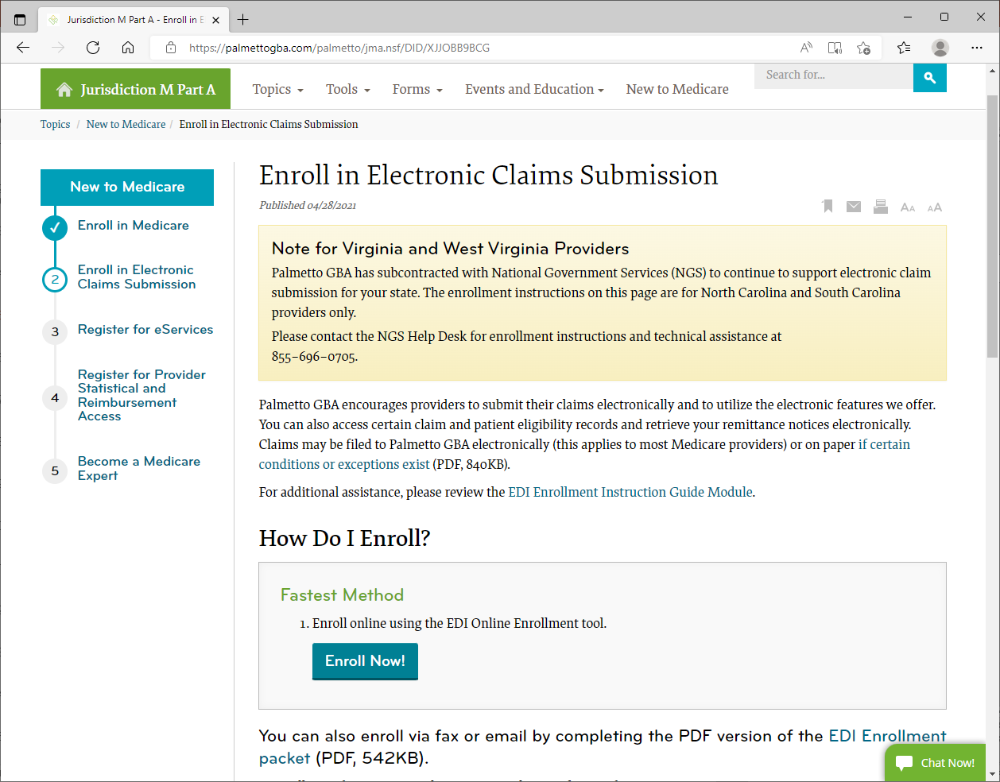 Jurisdiction M Part A - Enroll in E
https://palmettogba.com/palmetto/jma.nsf/DID/XJJOBB9BCG
Jurisdiction M Part A
Topics
Tools
Forms
Events and Education
New to Medicare
Search for...
Topics / New to Medicare / Enroll in Electronic Claims Submission
New to Medicare
Enroll in Medicare
2
Enroll in Electronic
Claims Submission
3
Register for eServices
4
Register for Provider
Statistical and
Reimbursement
Access
5
Become a Medicare
Expert
Enroll in Electronic Claims Submission
Published 04/28/2021
AA
AA
Note for Virginia and West Virginia Providers
Palmetto GBA has subcontracted with National Government Services (NGS) to continue to support electronic claim
submission for your state. The enrollment instructions on this page are for North Carolina and South Carolina
providers only.
Please contact the NGS Help Desk for enrollment instructions and technical assistance at
855-696-0705.
Palmetto GBA encourages providers to submit their claims electronically and to utilize the electronic features we offer.
You can also access certain claim and patient eligibility records and retrieve your remittance notices electronically.
Claims may be filed to Palmetto GBA electronically (this applies to most Medicare providers) or on paper if certain
conditions or exceptions exist (PDF, 840KB).
For additional assistance, please review the EDI Enrollment Instruction Guide Module.
How Do I Enroll?
Fastest Method
1. Enroll online using the EDI Online Enrollment tool.
Enroll Now!
You can also enroll via fax or email by completing the PDF version of the EDI Enrollment
packet (PDF, 542KB).
Chat Now!